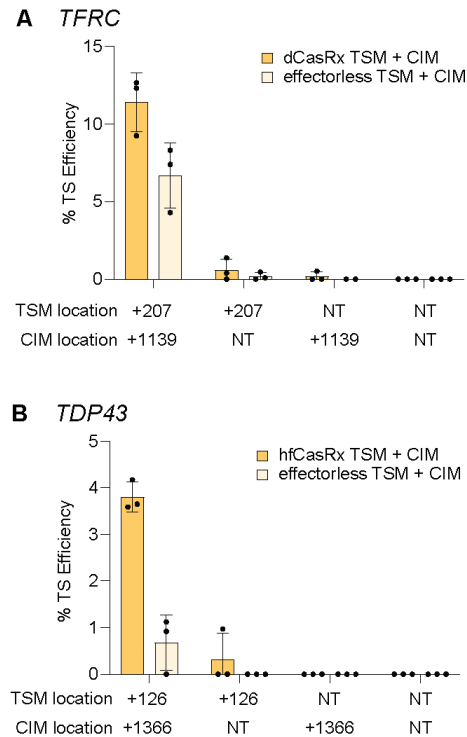 A TFRC
dCasRx TSM + CIM
effectorless TSM + CIM
% TS Efficiency
15
10
5
0
TSM location +207 +207 NT NT
CIM location +1139 NT +1139 NT
B TDP43
hfCasRx TSM + CIM
effectorless TSM + CIM
% TS Efficiency
5
4
3
2
1
0
TSM location +126 +126 NT NT
CIM location +1366 NT +1366 NT